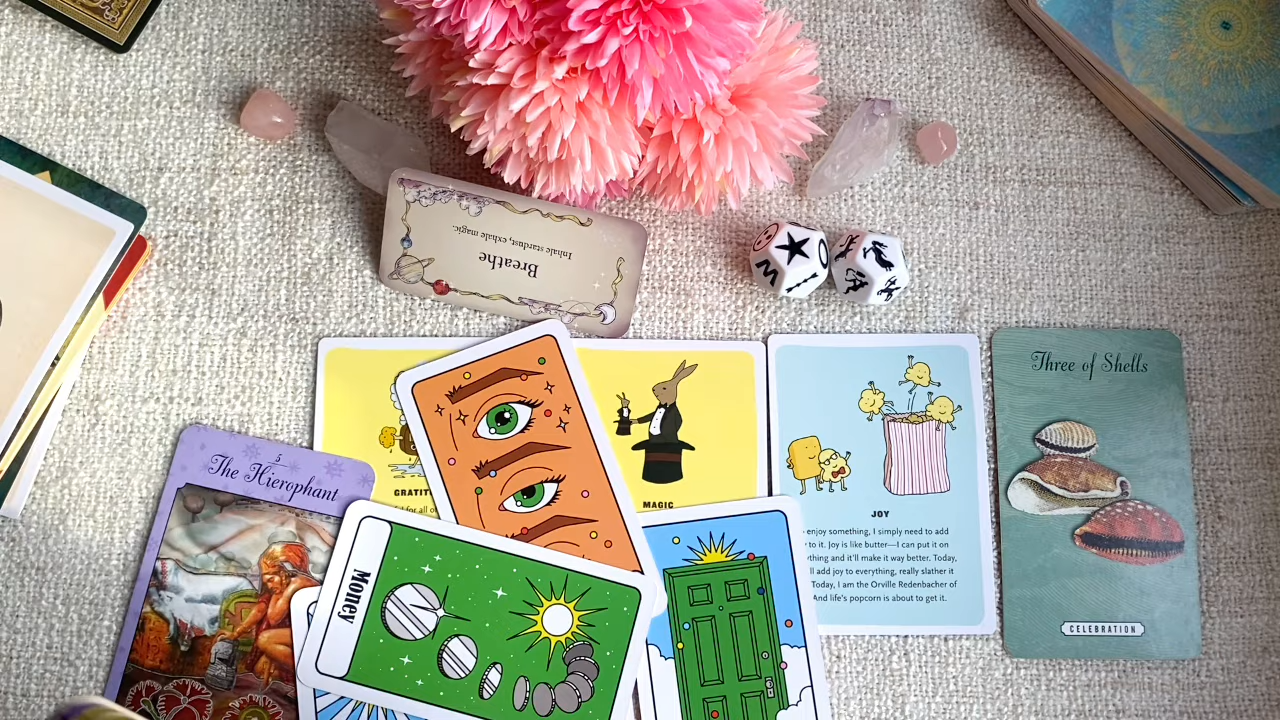 Breathe
Inhale stardust, exhale magic.
5
The Hierophant
GRATIT
for all
MAGIC
JOY
enjoy something, I simply need to add
to it. Joy is like butter—I can put it on
thing and it'll make it way better. Today,
ll add joy to everything, really slather it
Today, I am the Orville Redenbacher of
And life's popcorn is about to get it.
Three of Shells
CELEBRATION
Money
M
O